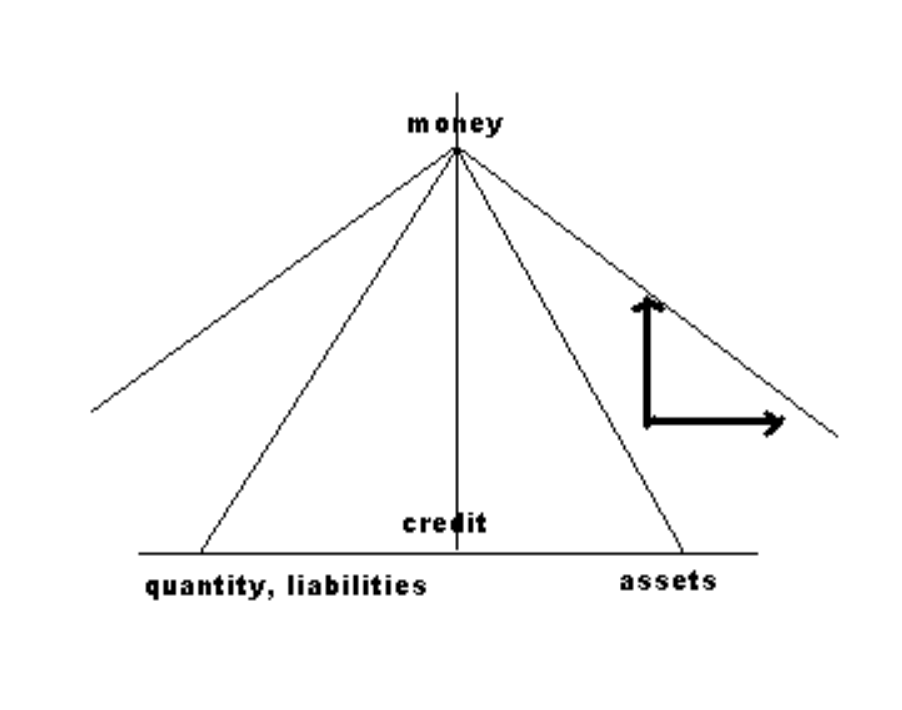 money
credit
quantity, liabilities
assets